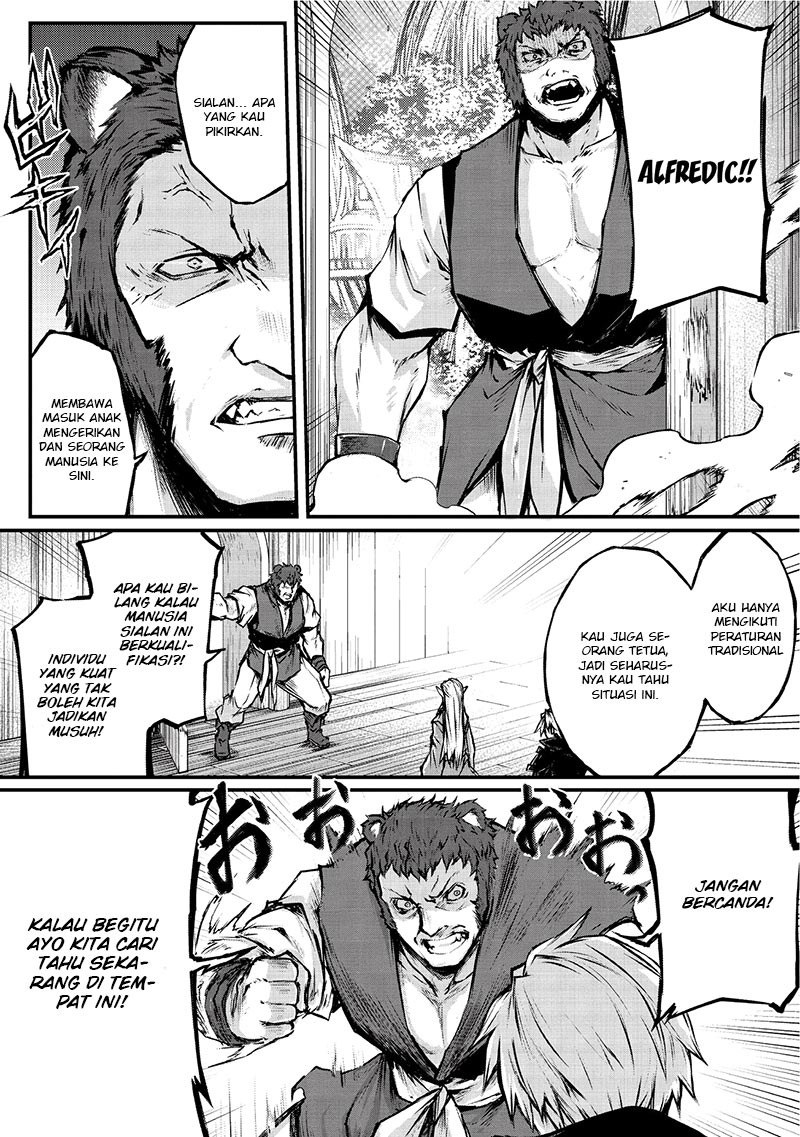 ALFREDIC!!
SIALAN... APA
YANG KAU
PIKIRKAN.
MEMBAWA
MASUK ANAK
MENGERIKAN
DAN SEORANG
MANUSIA KE
SINI.
AKU HANYA
MENGIKUTI
PERATURAN
TRADISIONAL
KAU JUGA SE-
ORANG TETUA,
JADI SEHARUS-
NYA KAU TAHU
SITUASI INI.
APA KAU BI-
LANG KALAU
MANUSIA
SIALAN INI
BERKUALI-
FIKASI?!
INDIVIDU
YANG KUAT
YANG TAK
BOLEH KITA
JADIKAN
MUSUH!
JANGAN
BERCANDA!
おおおお
KALAU BEGITU
AYO KITA CARI
TAHU SEKA-
RANG DI TEM-
PAT INI!